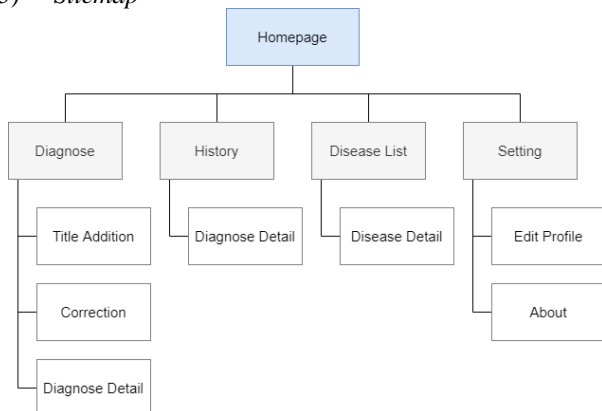 Sitemap
Homepage
Diagnose
History
Disease List
Setting
Title Addition
Diagnose Detail
Disease Detail
Edit Profile
Correction
About
Diagnose Detail